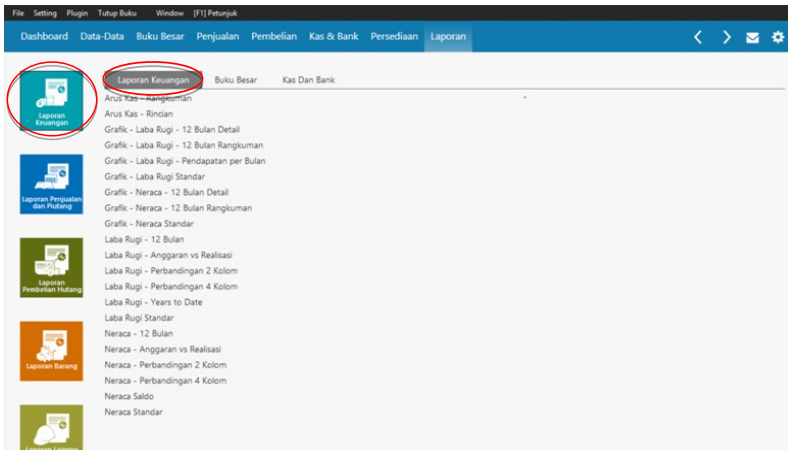 File Setting Plugin Tutup Buku Window [F1] Petunjuk
Dashboard Data-Data Buku Besar Penjualan Pembelian Kas & Bank Persediaan Laporan
Laporan Keuangan Buku Besar Kas Dan Bank
Laporan
Keuangan
Arus Kas - Rangkuman
Arus Kas - Rincian
Grafik - Laba Rugi - 12 Bulan Detail
Grafik - Laba Rugi - 12 Bulan Rangkuman
Grafik - Laba Rugi - Pendapatan per Bulan
Grafik - Laba Rugi Standar
Grafik - Neraca - 12 Bulan Detail
Grafik - Neraca - 12 Bulan Rangkuman
Grafik - Neraca Standar
Laba Rugi - 12 Bulan
Laba Rugi - Anggaran vs Realisasi
Laba Rugi - Perbandingan 2 Kolom
Laba Rugi - Perbandingan 4 Kolom
Laba Rugi - Years to Date
Laba Rugi Standar
Neraca - 12 Bulan
Neraca - Anggaran vs Realisasi
Neraca - Perbandingan 2 Kolom
Neraca - Perbandingan 4 Kolom
Neraca Saldo
Neraca Standar
Laporan Penjualan
dan Piutang
Laporan
Pembelian Hutang
Laporan Barang
Laporan Lainnya